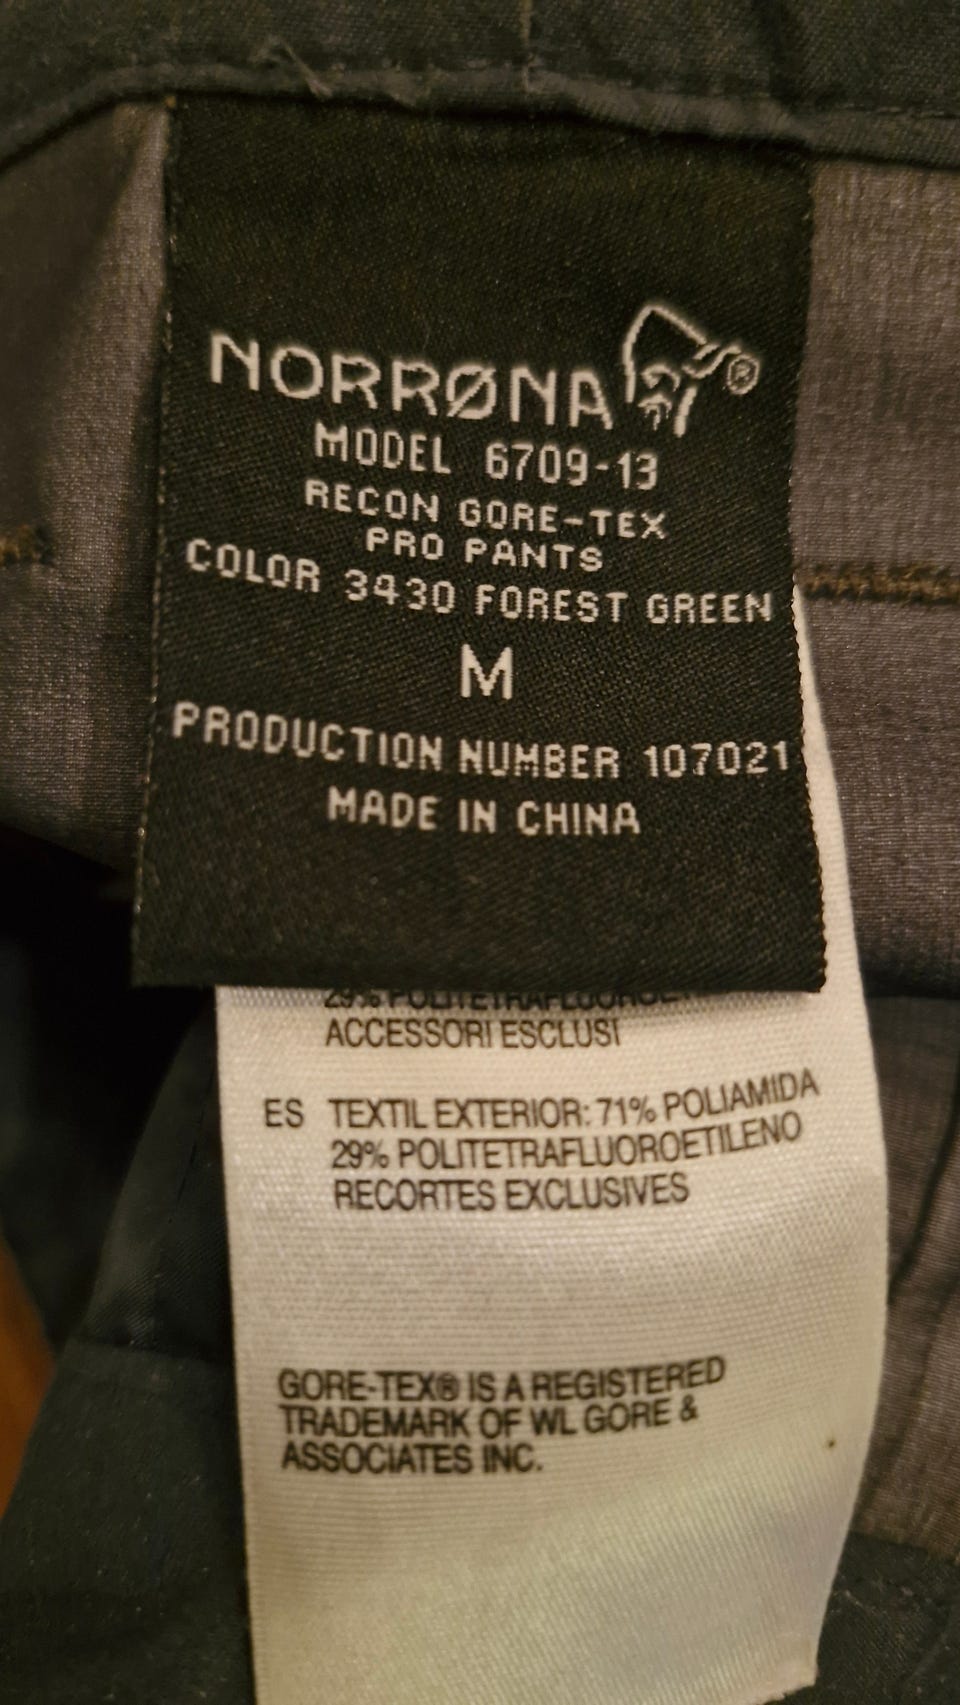 NORRØNA®
MODEL 6709-13
RECON GORE-TEX
PRO PANTS
COLOR 3430 FOREST GREEN
M
PRODUCTION NUMBER 107021
MADE IN CHINA
29%
ACCESSORI ESCLUSI
ES TEXTIL EXTERIOR: 71% POLIAMIDA
29% POLITETRAFLUOROETILENO
RECORTES EXCLUSIVES
GORE-TEX® IS A REGISTERED
TRADEMARK OF WL GORE &
ASSOCIATES INC.